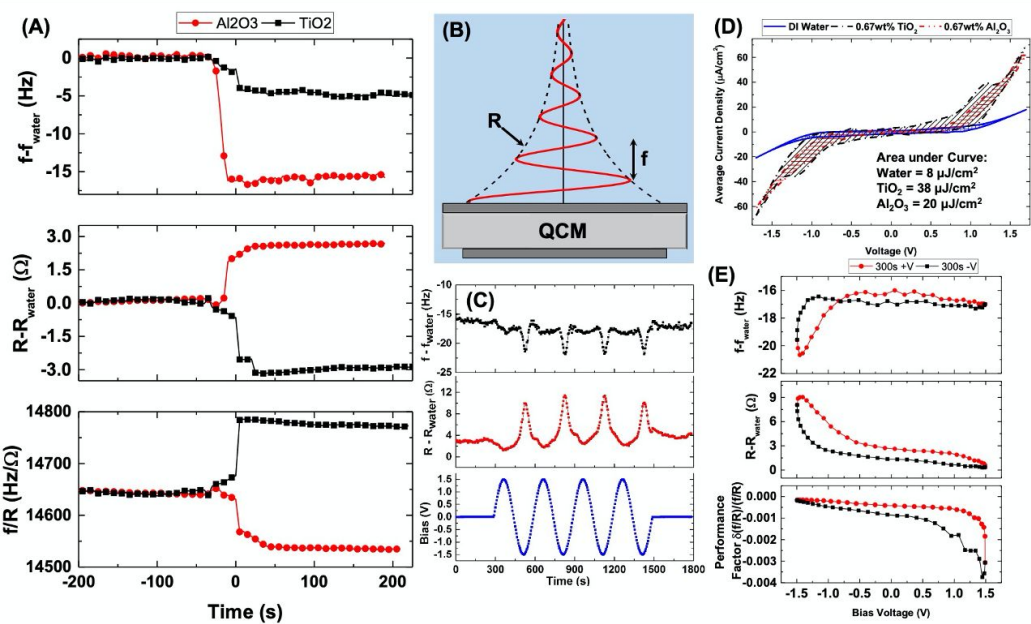 (A)
Al2O3 TiO2
f-fwater (Hz)
0
-5
-10
-15
R-Rwater (Ω)
3.0
1.5
0.0
-1.5
-3.0
f/R (Hz/Ω)
14800
14700
14600
14500
-200 -100 0 100 200
Time (s)
(B)
R
f
QCM
(C)
f - fwater (Hz)
-10
-15
-20
-25
R - Rwater (Ω)
12
8
4
0
Bias (V)
1.5
1.0
0.5
0.0
-0.5
-1.0
-1.5
0 300 600 900 1200 1500 1800
Time (s)
(D)
DI Water 0.67wt% TiO2 0.67wt% Al2O3
Average Current Density (µA/cm²)
60
40
20
0
-20
-40
-60
Area under Curve:
Water = 8 µJ/cm²
TiO2 = 38 µJ/cm²
Al2O3 = 20 µJ/cm²
-1.5 -1.0 -0.5 0.0 0.5 1.0 1.5
Voltage (V)
(E)
300s +V 300s -V
f-fwater (Hz)
-16
-18
-20
-22
R-Rwater (Ω)
9
6
3
0
Performance
Factor δ(f/R)/(f/R)
0.000
-0.001
-0.002
-0.003
-0.004
-1.5 -1.0 -0.5 0.0 0.5 1.0 1.5
Bias Voltage (V)